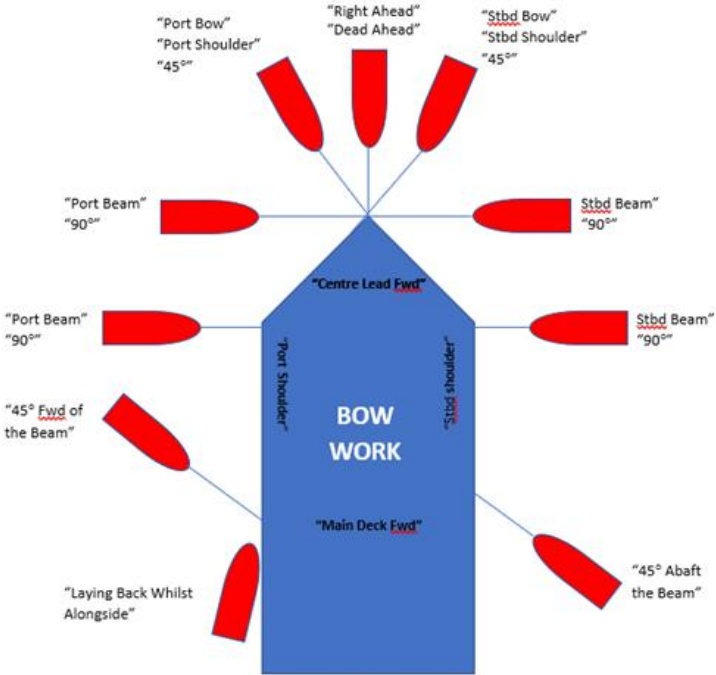 “Port Bow”
“Port Shoulder”
“45°”
“Right Ahead”
“Dead Ahead”
“Stbd Bow”
“Stbd Shoulder”
“45°”
“Port Beam”
“90°”
Stbd Beam”
“90°”
“Centre Lead Fwd”
“Port Beam”
“90°”
Stbd Beam”
“90°”
“Port Shoulder”
“Stbd shoulder”
“45° Fwd of
the Beam”
BOW
WORK
“Main Deck Fwd”
“Laying Back Whilst
Alongside”
“45° Abaft
the Beam”